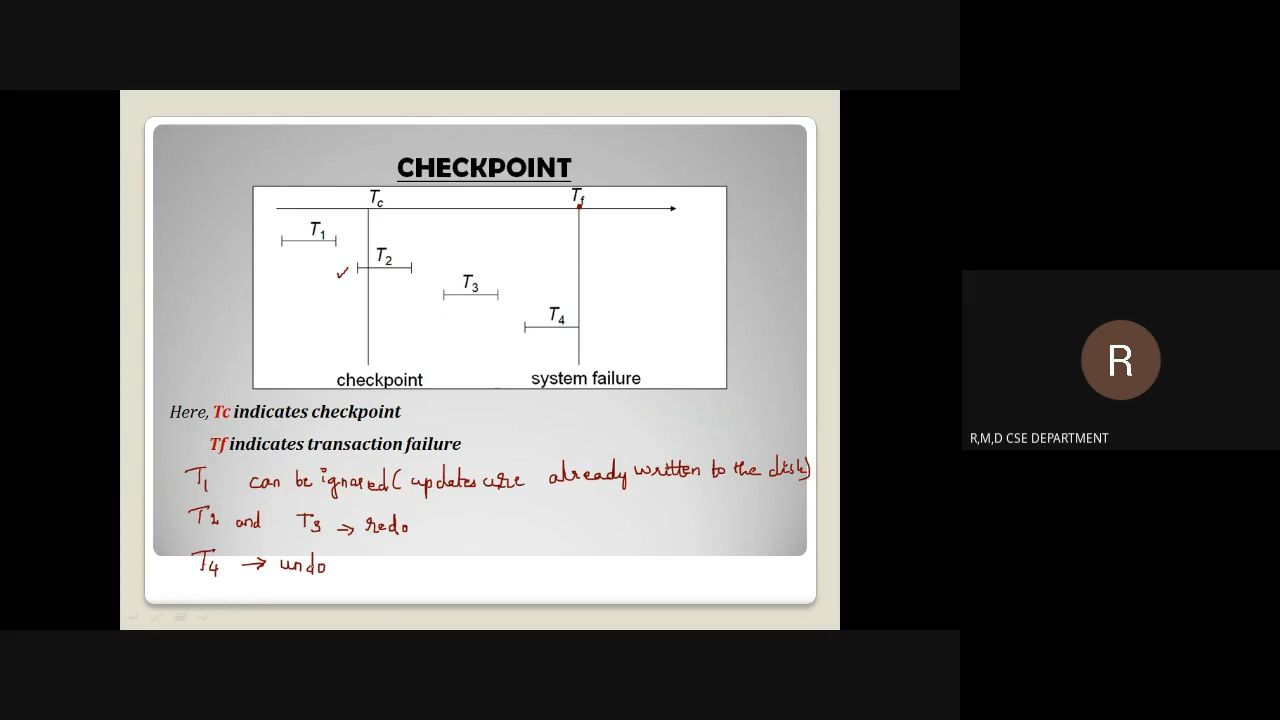 CHECKPOINT
Tc Tf
T1
T2
T3
T4
checkpoint system failure
Here, Tc indicates checkpoint
Tf indicates transaction failure
T1 can be ignored ( updates are already written to the disk)
T2 and T3 → redo
T4 → undo
R
R,M,D CSE DEPARTMENT